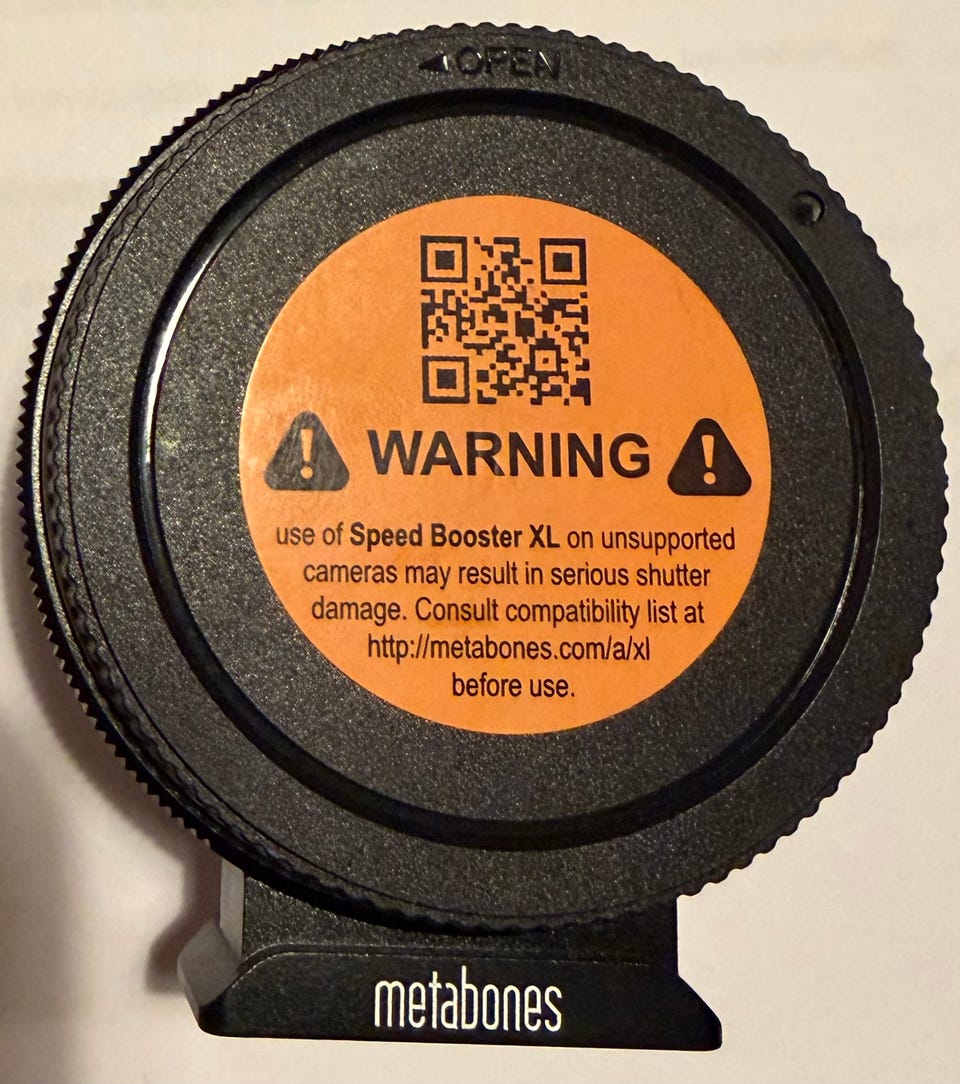 OPEN
WARNING
use of Speed Booster XL on unsupported
cameras may result in serious shutter
damage. Consult compatibility list at
http://metabones.com/a/xl
before use.
metabones